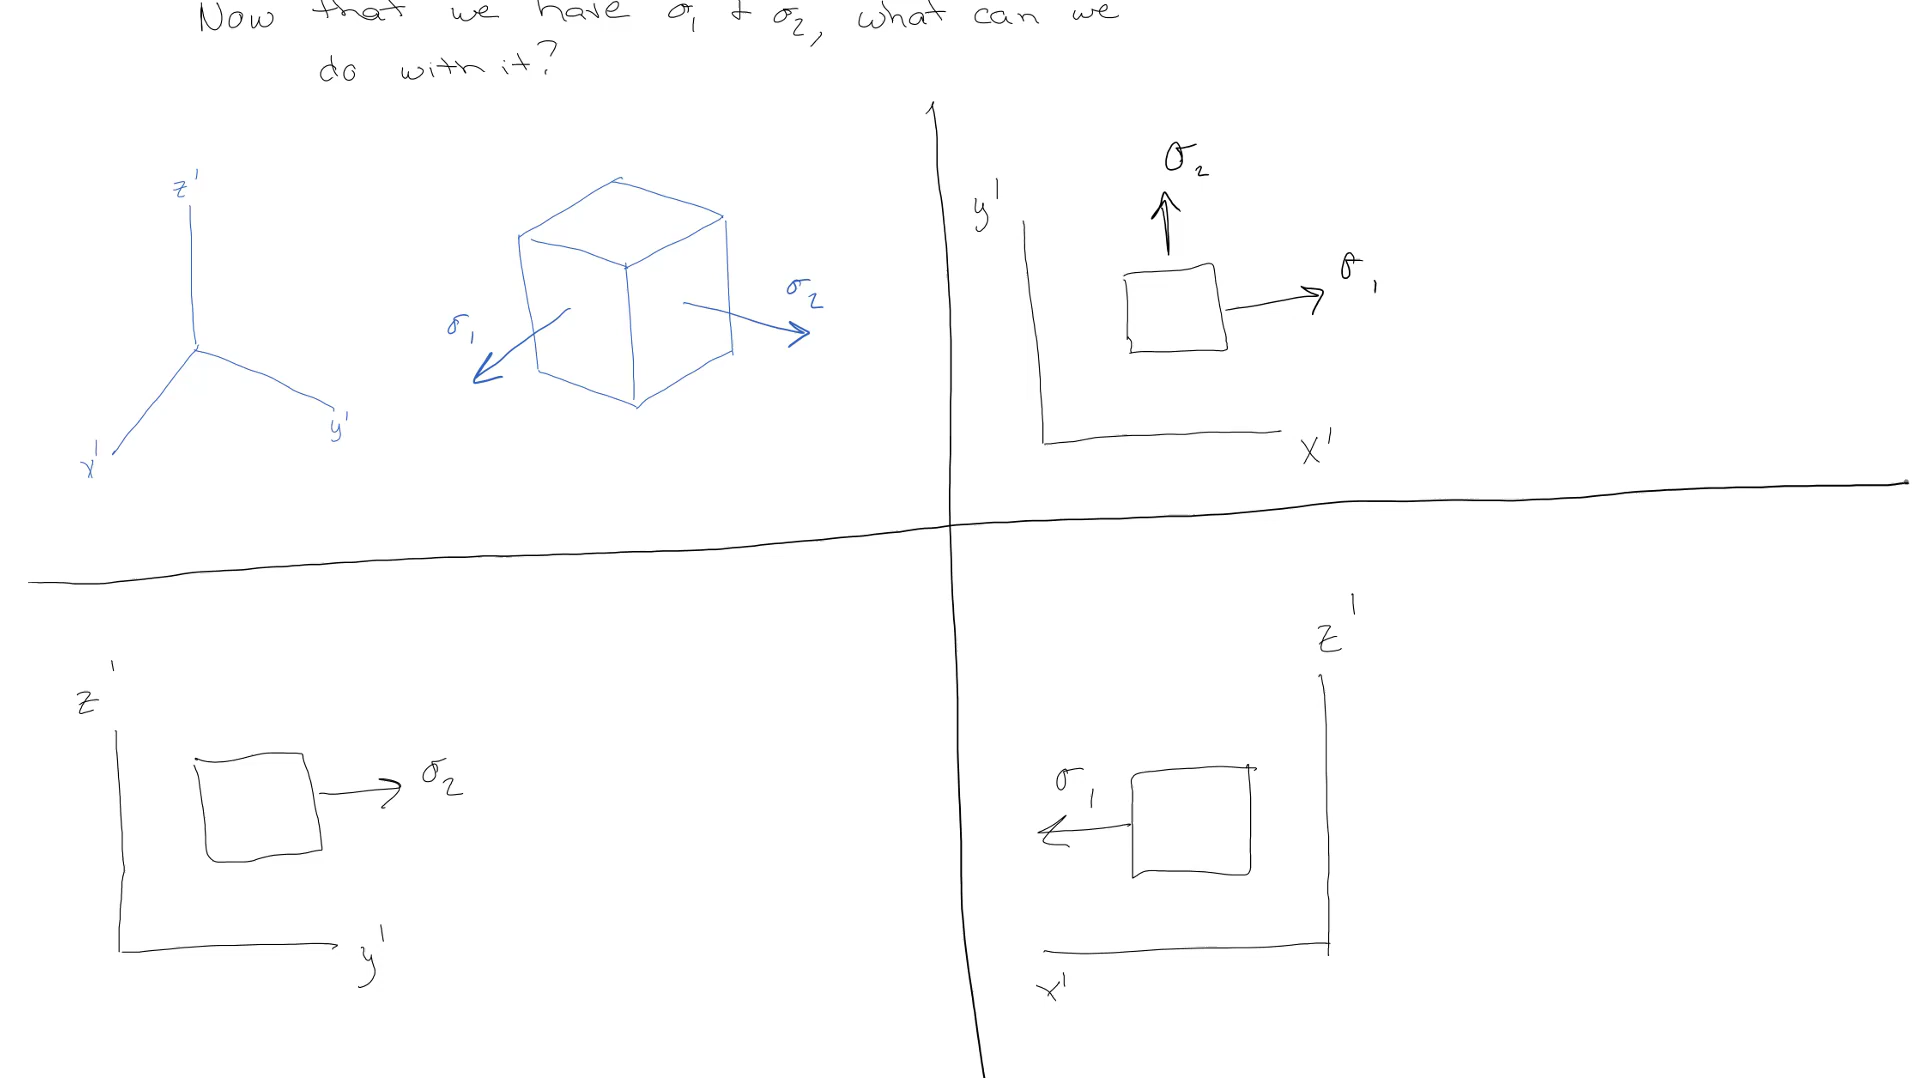 Now that we have σ₁ & σ₂, what can we
do with it?
z'
σ₁
σ₂
x'
y'
σ₂
y'
σ₁
x'
z'
σ₂
y'
z'
σ₁
x'